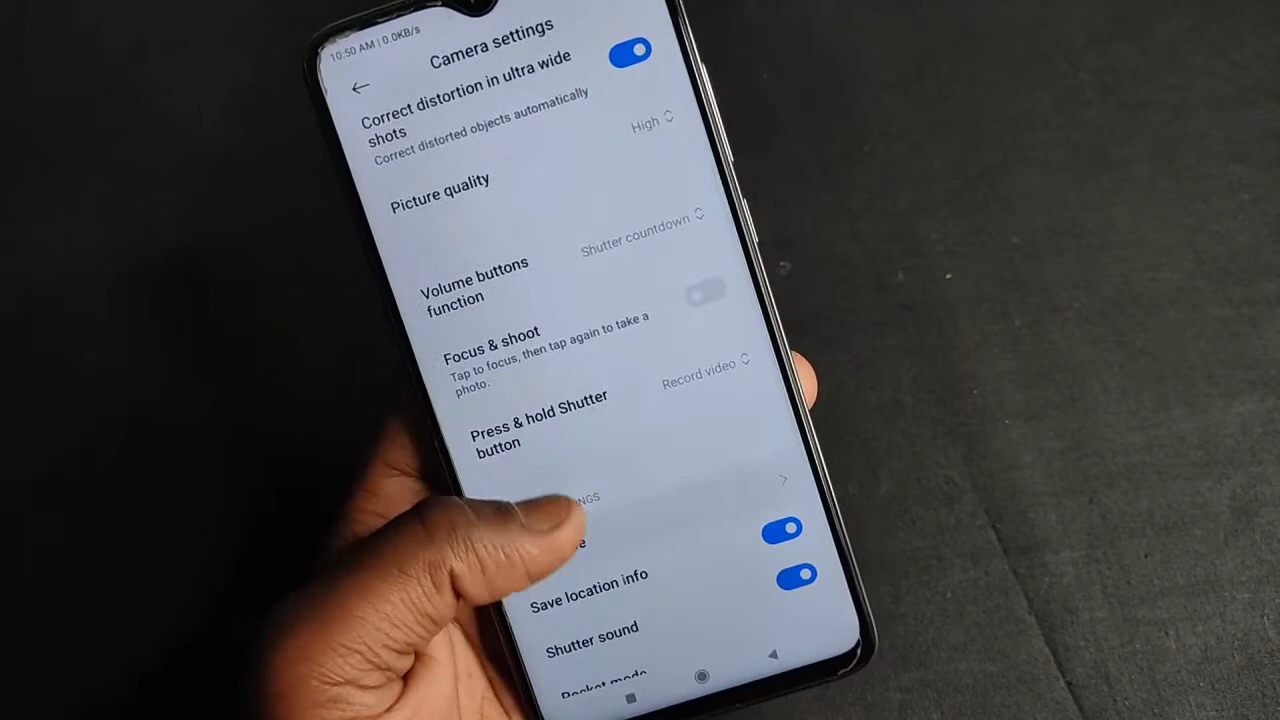 10:50 AM | 0.0KB/s
Camera settings
Correct distortion in ultra wide
shots
Correct distorted objects automatically
Picture quality
High
Volume buttons
function
Shutter countdown
Focus & shoot
Tap to focus, then tap again to take a
photo.
Press & hold Shutter
button
Record video
Save location info
Shutter sound
Pocket mode